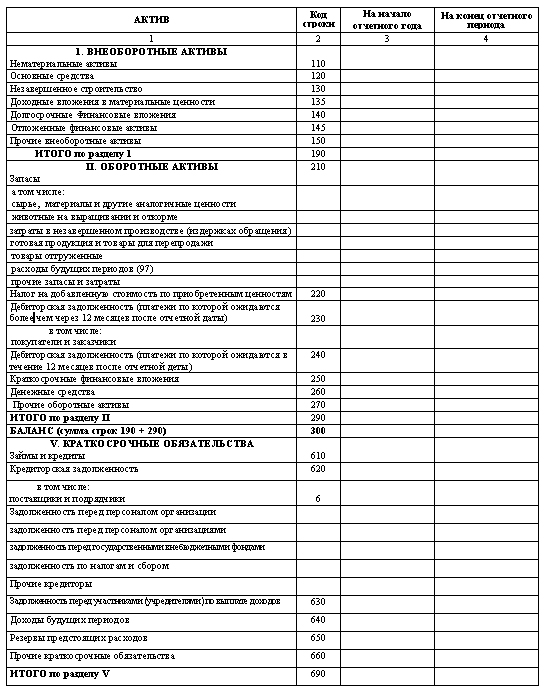 АКТИВ Код строки На начало отчетного года На конец отчетного периода
1 2 3 4
1. ВНЕОБОРОТНЫЕ АКТИВЫ
Нематериальные активы 110
Основные средства 120
Незавершенное строительство 130
Доходные вложения в материальные ценности 135
Долгосрочные Финансовые вложения 140
Отложенные финансовые активы 145
Прочие внеоборотные активы 150
ИТОГО по разделу 1 190
II. ОБОРОТНЫЕ АКТИВЫ 210
Запасы
а том числе:
сырье, материалы и другие аналогичные ценности
животные на выращивании и откорме
затраты в незавершенном производстве (издержках обращения)
готовая продукция и товары для перепродажи
товары отгруженные
расходы будущих периодов (97)
прочие запасы и затраты
Налог на добавленную стоимость по приобретенным ценностям 220
Дебиторская задолженность (платежи по которой ожидаются
более чем через 12 месяцев после отчетной даты) 230
в том числе:
покупатели и заказчики
Дебиторская задолженность (платежи по которой ожидаются в 240
течение 12 месяцев после отчетной деты)
Краткосрочные финансовые вложения 250
Денежные средства 260
Прочие оборотные активы 270
ИТОГО по разделу II 290
БАЛАНС (сумма строк 190 + 290) 300
V. КРАТКОСРОЧНЫЕ ОБЯЗАТЕЛЬСТВА
Займы и кредиты 610
Кредиторская задолженность 620
в том числе:
поставщики и подрядчики 6
Задолженность перед персоналом организации
задолженность перед персоналом организациями
задолженность перед государственными внебюджетными фондами
задолженность по налогам и сбором
Прочие кредиторы
Задолженность перед участниками (учредителями) по выплате доходов 630
Доходы будущих периодов 640
Резервы предстоящих расходов 650
Прочие краткосрочные обязательства 660
ИТОГО по разделу V 690